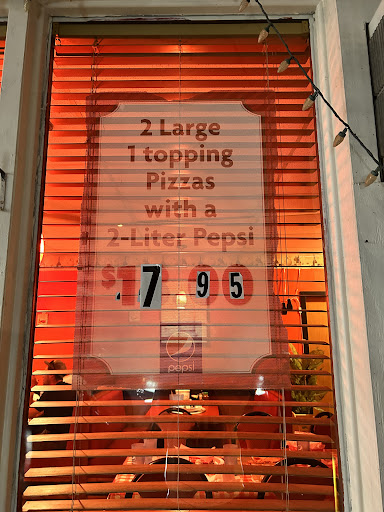 2 Large
1 topping
Pizzas
with a
2-Liter Pepsi
$17.95
pepsi